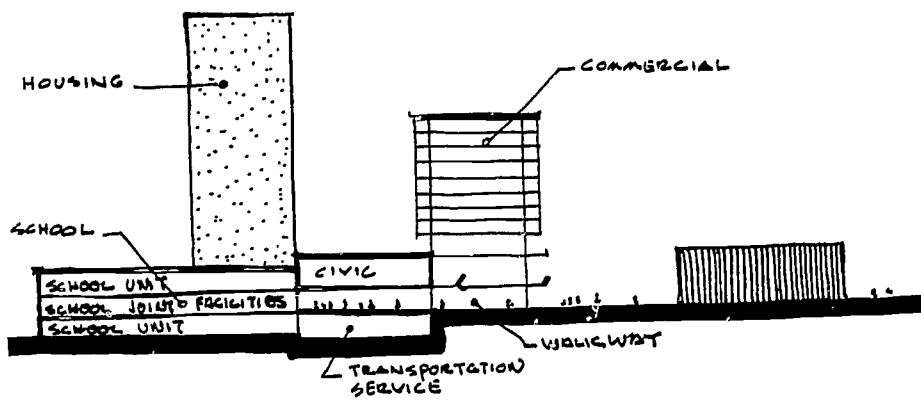 HOUSING
COMMERCIAL
SCHOOL
CIVIC
SCHOOL UNIT
SCHOOL JOINT FACILITIES
SCHOOL UNIT
WALKWAY
TRANSPORTATION
SERVICE